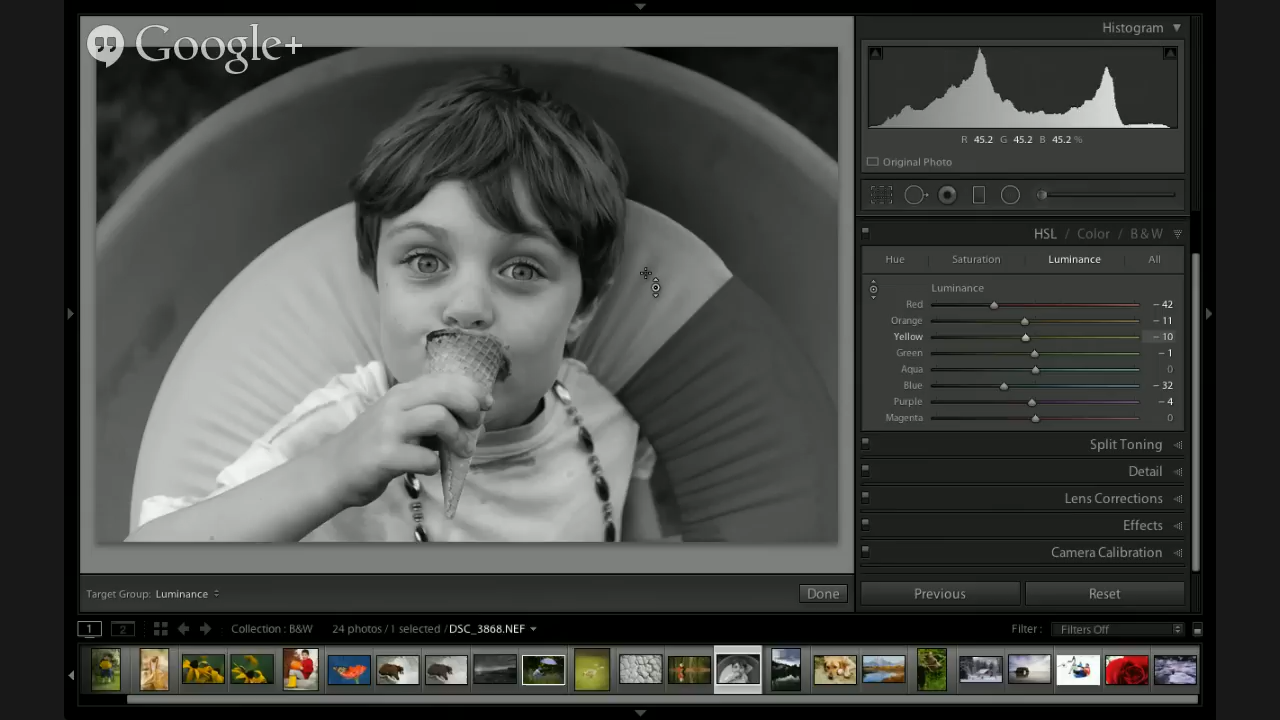 Google+
Histogram
R 45.2 G 45.2 B 45.2 %
Original Photo
HSL / Color / B&W
Hue Saturation Luminance All
Luminance
Red - 42
Orange - 11
Yellow - 10
Green - 1
Aqua 0
Blue - 32
Purple - 4
Magenta 0
Split Toning
Detail
Lens Corrections
Effects
Camera Calibration
Target Group: Luminance
Done
Previous
Reset
1 2
Collection : B&W
24 photos / 1 selected / DSC_3868.NEF
Filter : Filters Off